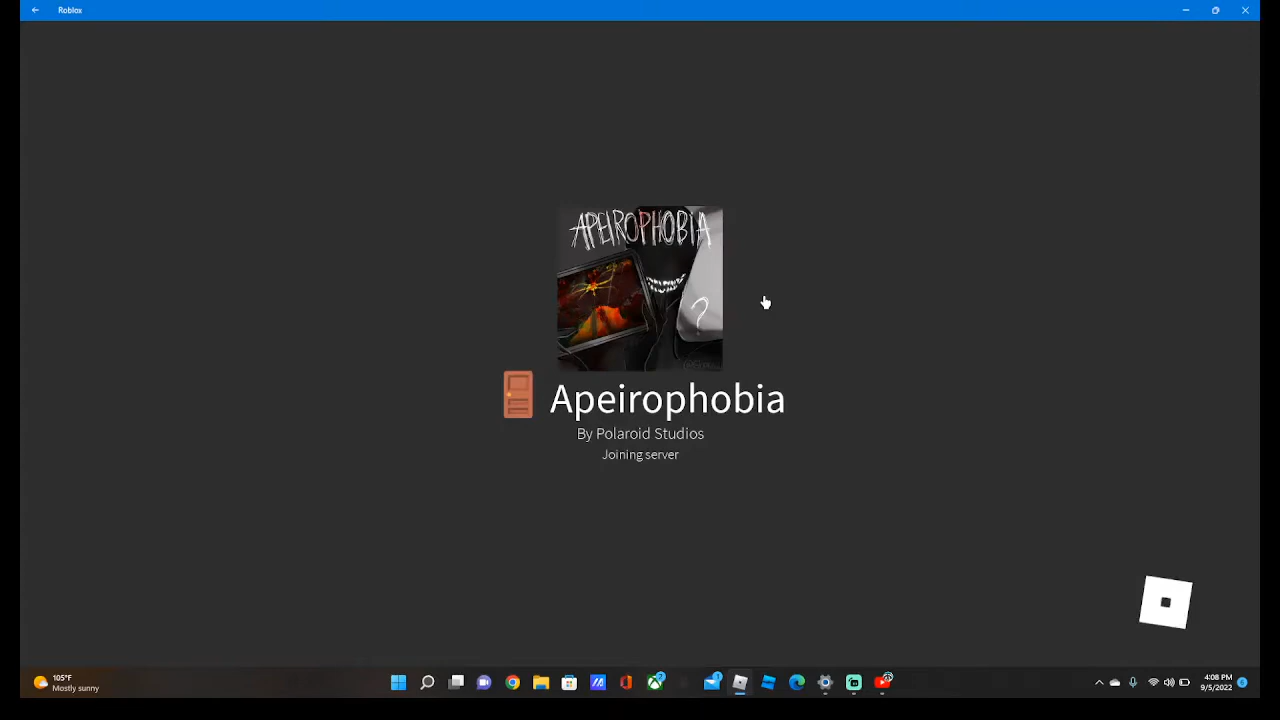 Roblox
APEIROPHOBIA
?
Apeirophobia
By Polaroid Studios
Joining server
105°F
Mostly sunny
4:08 PM
9/5/2022